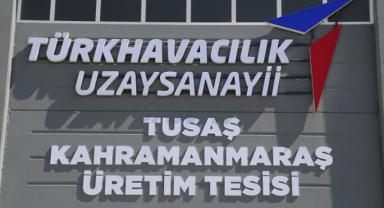 TÜRKHAVACILIK
UZAYSANAYİİ
TUSAŞ
KAHRAMANMARAŞ
ÜRETİM TESİSİ